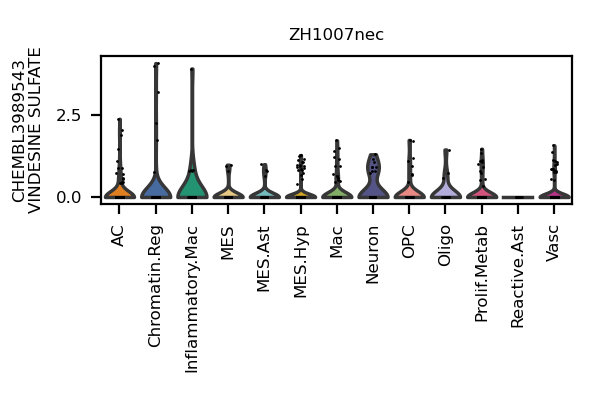 ZH1007nec
CHEMBL3989543
VINDESINE SULFATE
2.5
0.0
AC
Chromatin.Reg
Inflammatory.Mac
MES
MES.Ast
MES.Hyp
Mac
Neuron
OPC
Oligo
Prolif.Metab
Reactive.Ast
Vasc